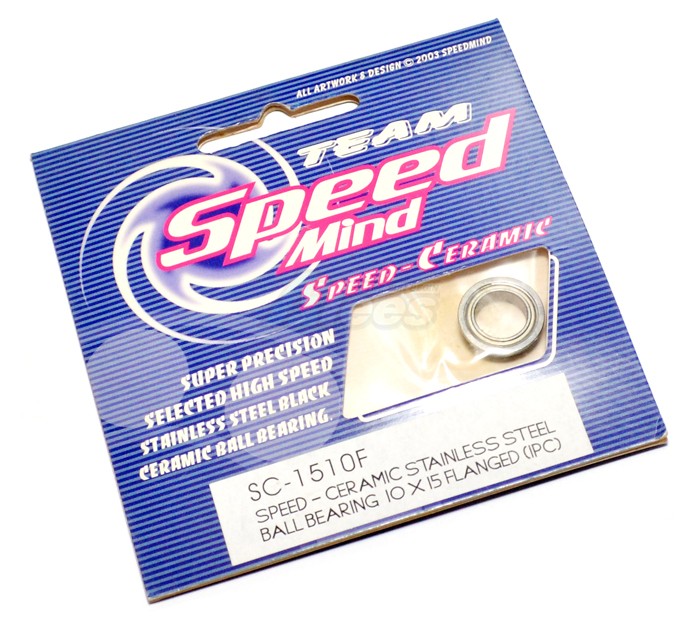 ALL ARTWORK & DESIGN © 2003 SPEEDMIND
TEAM
Speed
Mind
SPEED-CERAMIC
SUPER PRECISION
SELECTED HIGH SPEED
STAINLESS STEEL BLACK
CERAMIC BALL BEARING.
SC-1510F
SPEED-CERAMIC STAINLESS STEEL
BALL BEARING 10 X 15 FLANGED (1PC)